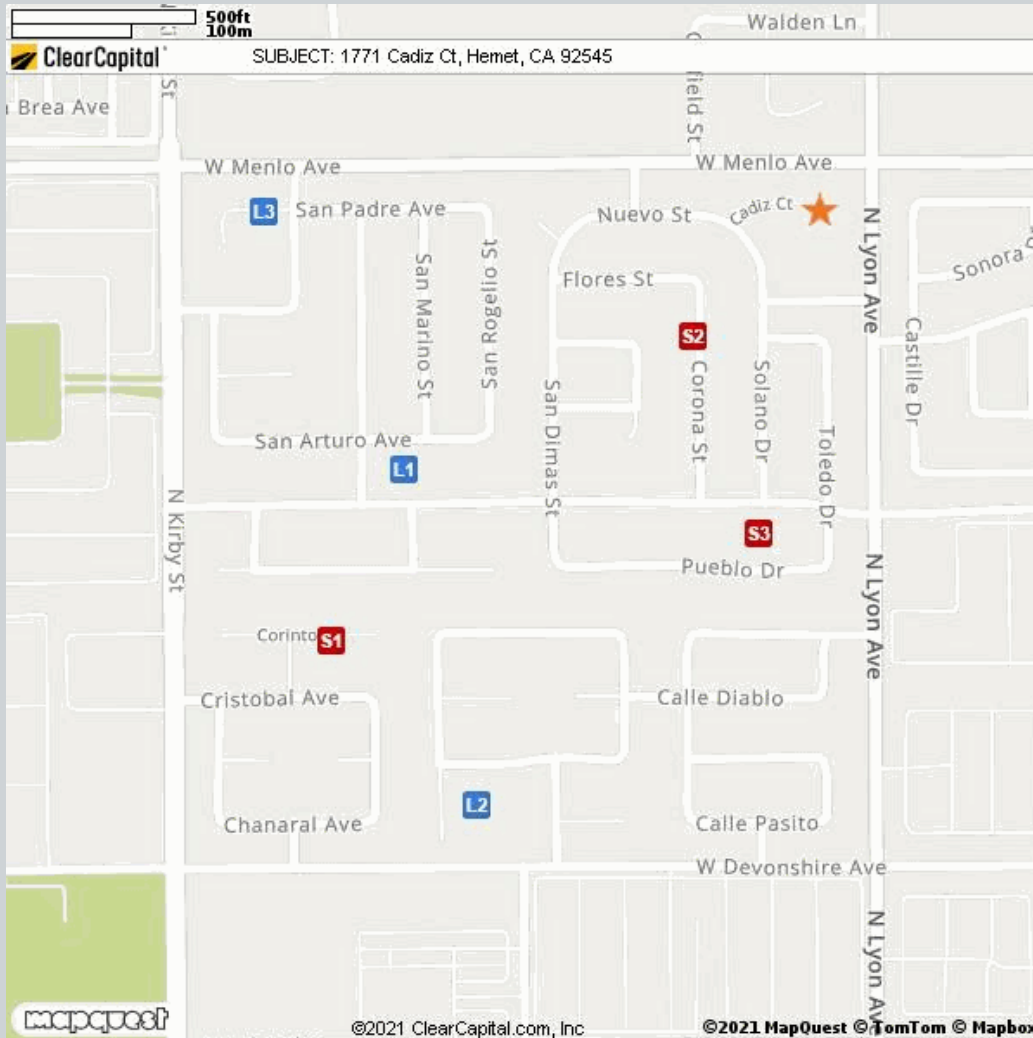 500ft
100m
Walden Ln
ClearCapital
SUBJECT: 1771 Cadiz Ct, Hemet, CA 92545
St
field St
Brea Ave
W Menlo Ave
W Menlo Ave
L3
San Padre Ave
Nuevo St
Cadiz Ct
N Lyon Ave
Sonora
Flores St
San Marino St
San Rogelio St
S2
Castille Dr
Corona St
Solano Dr
San Dimas St
Toledo Dr
San Arturo Ave
L1
N Kirby St
S3
Pueblo Dr
N Lyon Ave
Corinto
S1
Cristobal Ave
Calle Diablo
L2
Chanaral Ave
Calle Pasito
W Devonshire Ave
N Lyon Ave
mapquest
©2021 ClearCapital.com, Inc
©2021 MapQuest © TomTom © Mapbox